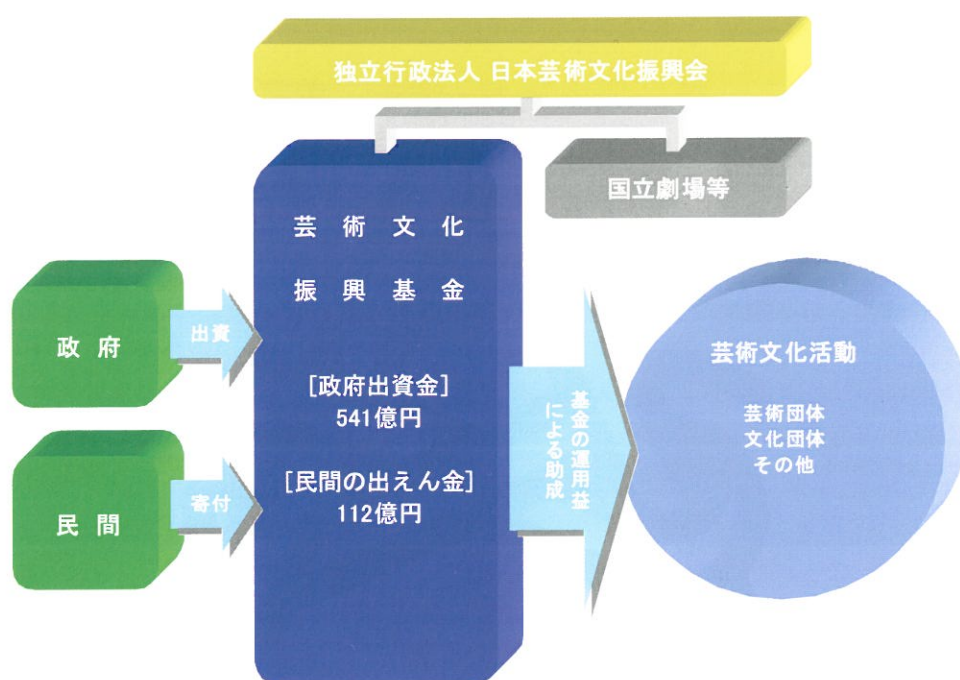 独立行政法人 日本芸術文化振興会
国立劇場等
芸術文化
振興基金
[政府出資金]
541億円
[民間の出えん金]
112億円
政府
出資
民間
寄付
基金の運用益
による助成
芸術文化活動
芸術団体
文化団体
その他